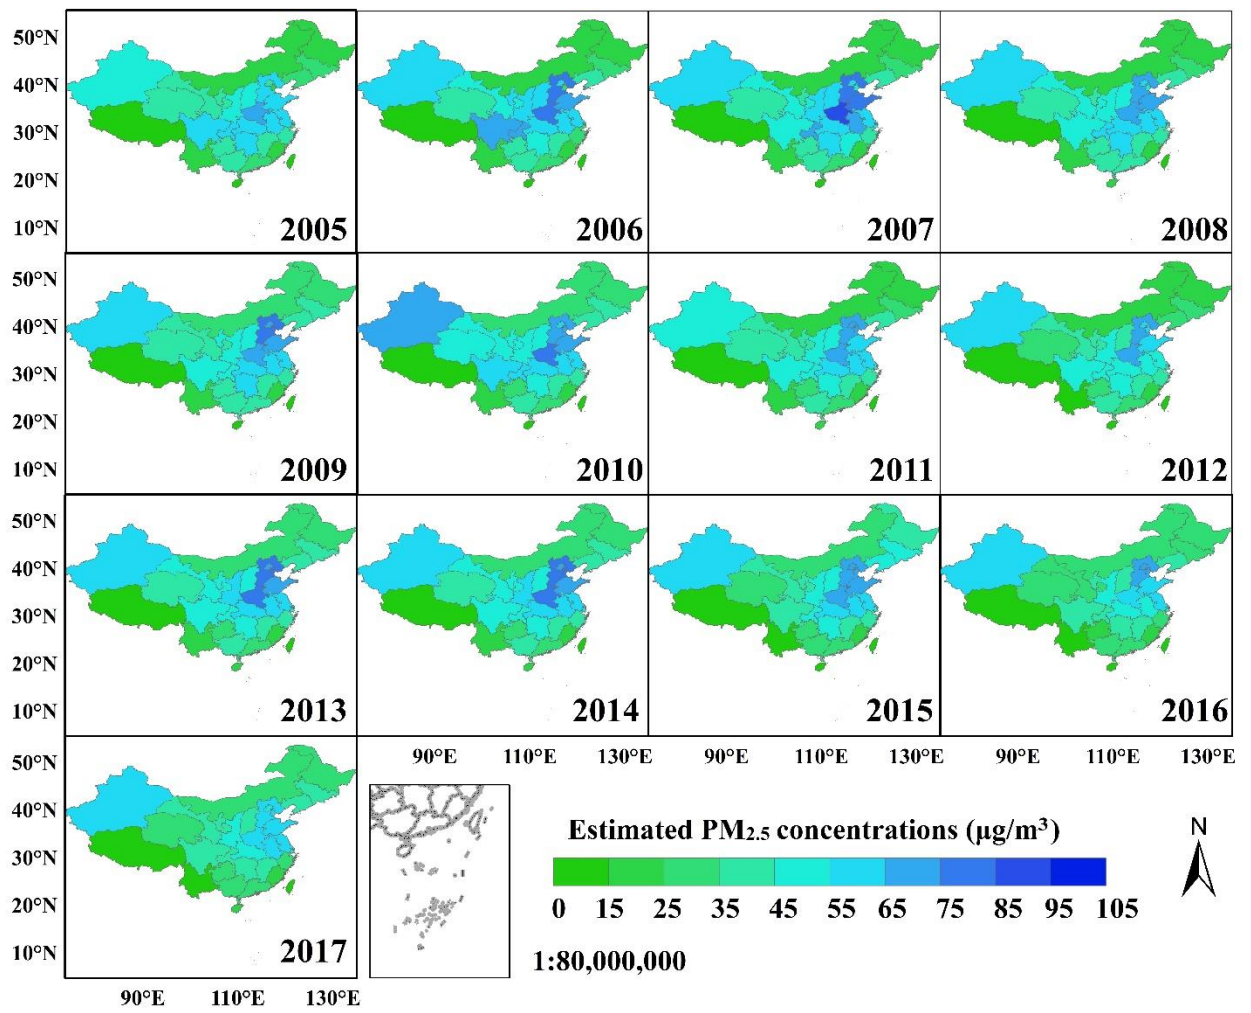 50°N
40°N
30°N
20°N
10°N
2005
2006
2007
2008
50°N
40°N
30°N
20°N
10°N
2009
2010
2011
2012
50°N
40°N
30°N
20°N
10°N
2013
2014
2015
2016
90°E 110°E 130°E
90°E 110°E 130°E
90°E 110°E 130°E
50°N
40°N
30°N
20°N
10°N
2017
90°E 110°E 130°E
Estimated PM2.5 concentrations (μg/m³)
0 15 25 35 45 55 65 75 85 95 105
1:80,000,000
N